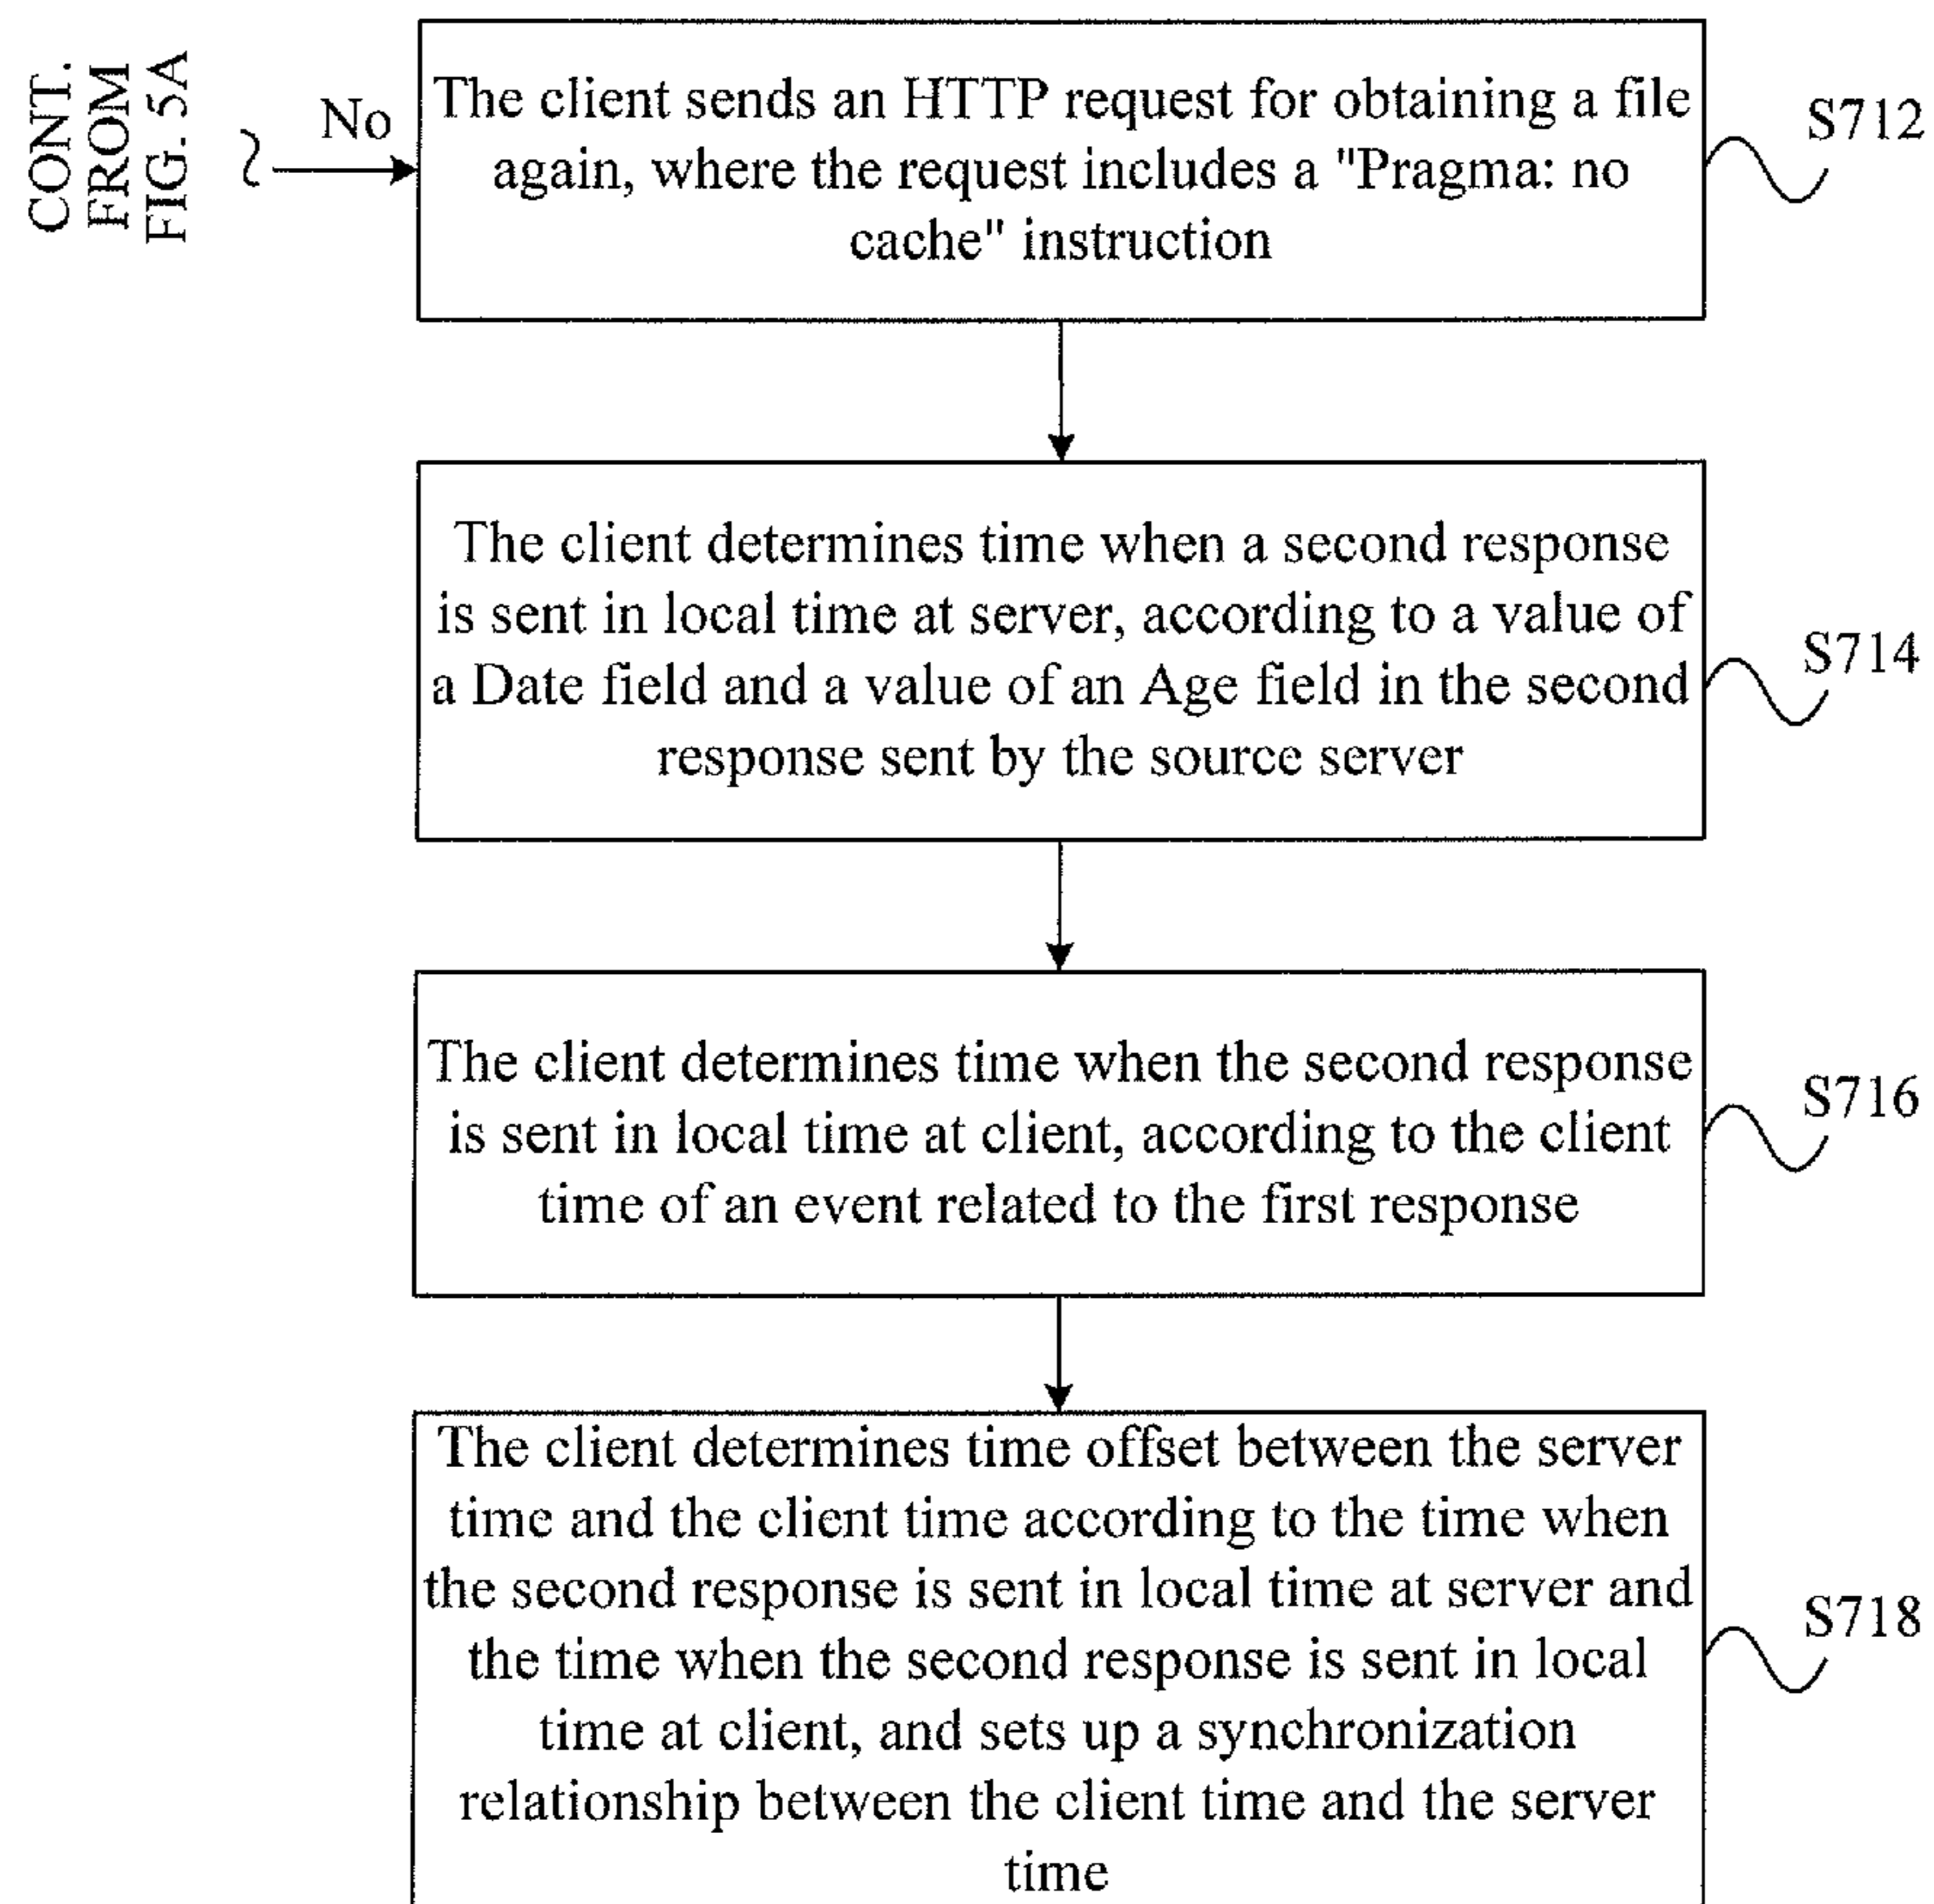 CONT.
FROM
FIG. 5A
No
The client sends an HTTP request for obtaining a file
again, where the request includes a "Pragma: no
cache" instruction
S712
The client determines time when a second response
is sent in local time at server, according to a value of
a Date field and a value of an Age field in the second
response sent by the source server
S714
The client determines time when the second response
is sent in local time at client, according to the client
time of an event related to the first response
S716
The client determines time offset between the server
time and the client time according to the time when
the second response is sent in local time at server and
the time when the second response is sent in local
time at client, and sets up a synchronization
relationship between the client time and the server
time
S718